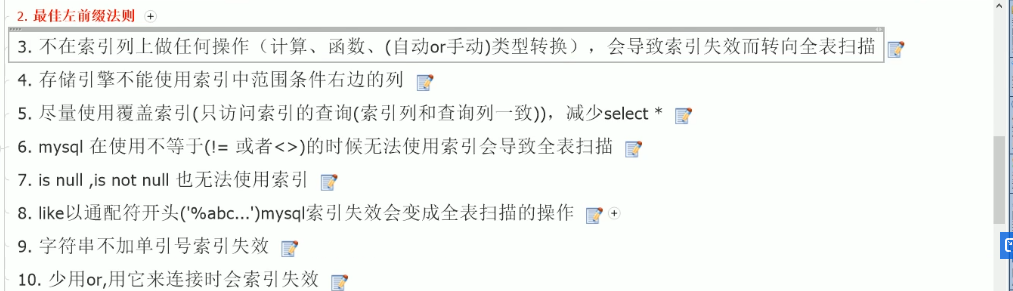 2. 最佳左前缀法则
3. 不在索引列上做任何操作（计算、函数、(自动or手动)类型转换），会导致索引失效而转向全表扫描
4. 存储引擎不能使用索引中范围条件右边的列
5. 尽量使用覆盖索引(只访问索引的查询(索引列和查询列一致))，减少select *
6. mysql 在使用不等于(!= 或者<>)的时候无法使用索引会导致全表扫描
7. is null ,is not null 也无法使用索引
8. like以通配符开头('%abc...')mysql索引失效会变成全表扫描的操作
9. 字符串不加单引号索引失效
10. 少用or,用它来连接时会索引失效